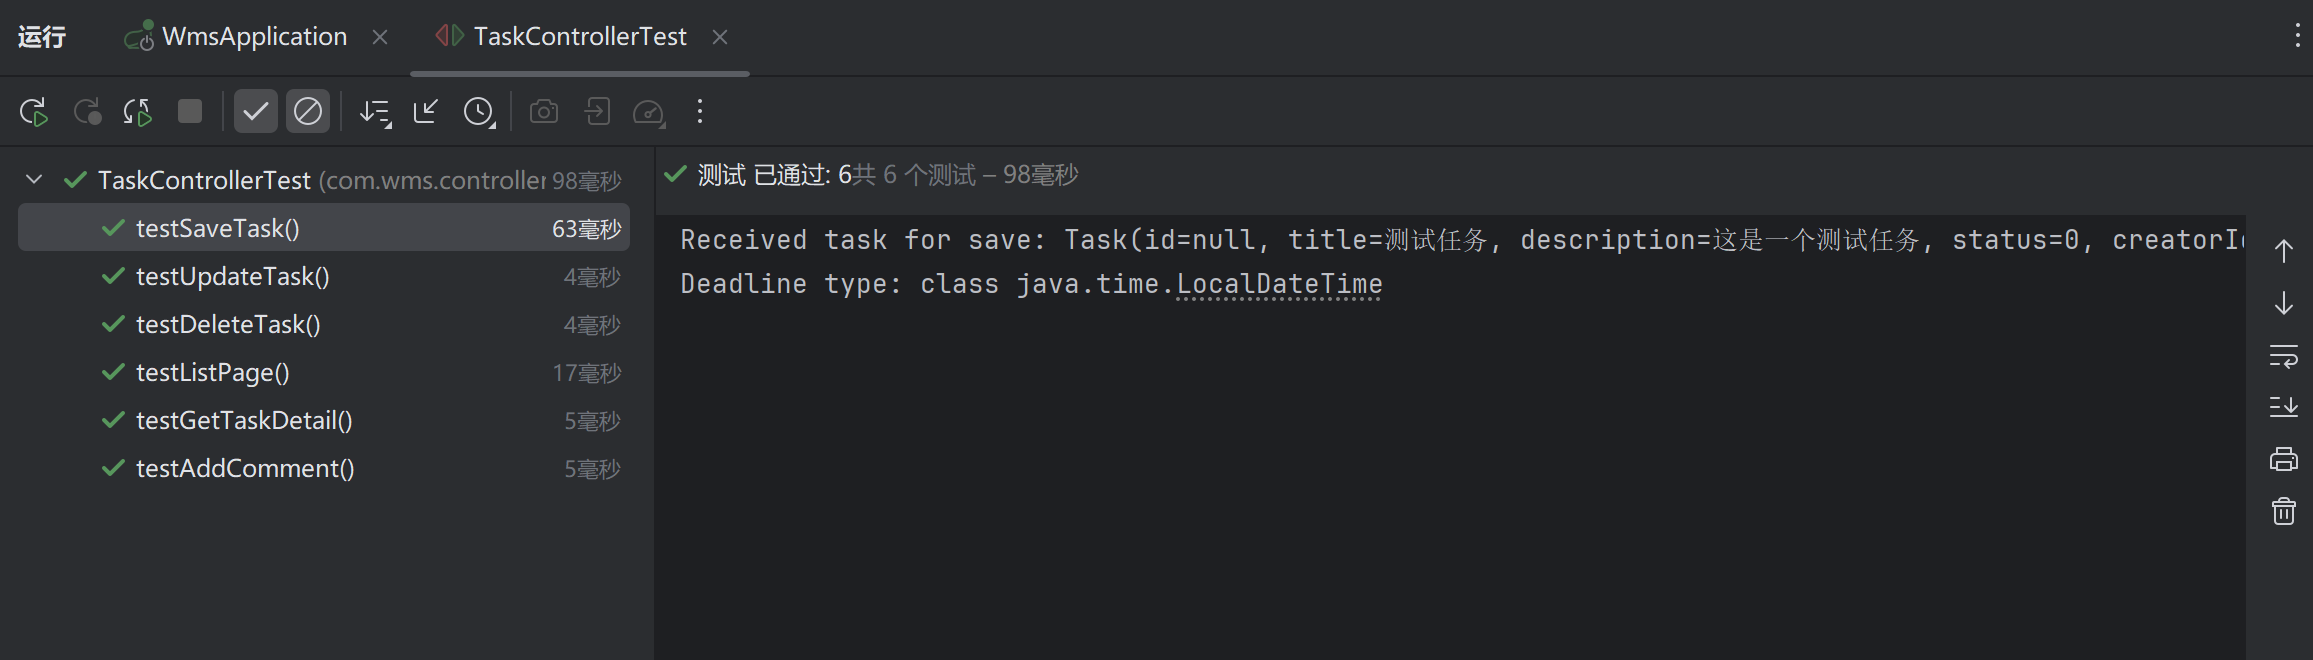 运行 WmsApplication TaskControllerTest
TaskControllerTest (com.wms.controller 98毫秒
testSaveTask() 63毫秒
testUpdateTask() 4毫秒
testDeleteTask() 4毫秒
testListPage() 17毫秒
testGetTaskDetail() 5毫秒
testAddComment() 5毫秒
测试 已通过: 6共 6 个测试 – 98毫秒
Received task for save: Task(id=null, title=测试任务, description=这是一个测试任务, status=0, creatorI
Deadline type: class java.time.LocalDateTime